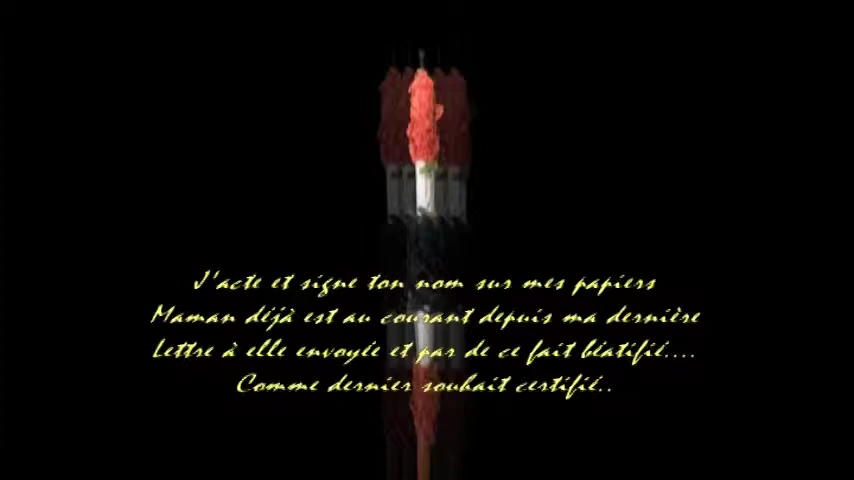 J'acte et signe ton nom sur mes papiers
Maman déjà est au courant depuis ma dernière
Lettre à elle envoyée et par de ce fait béatifié....
Comme dernier souhait certifié..